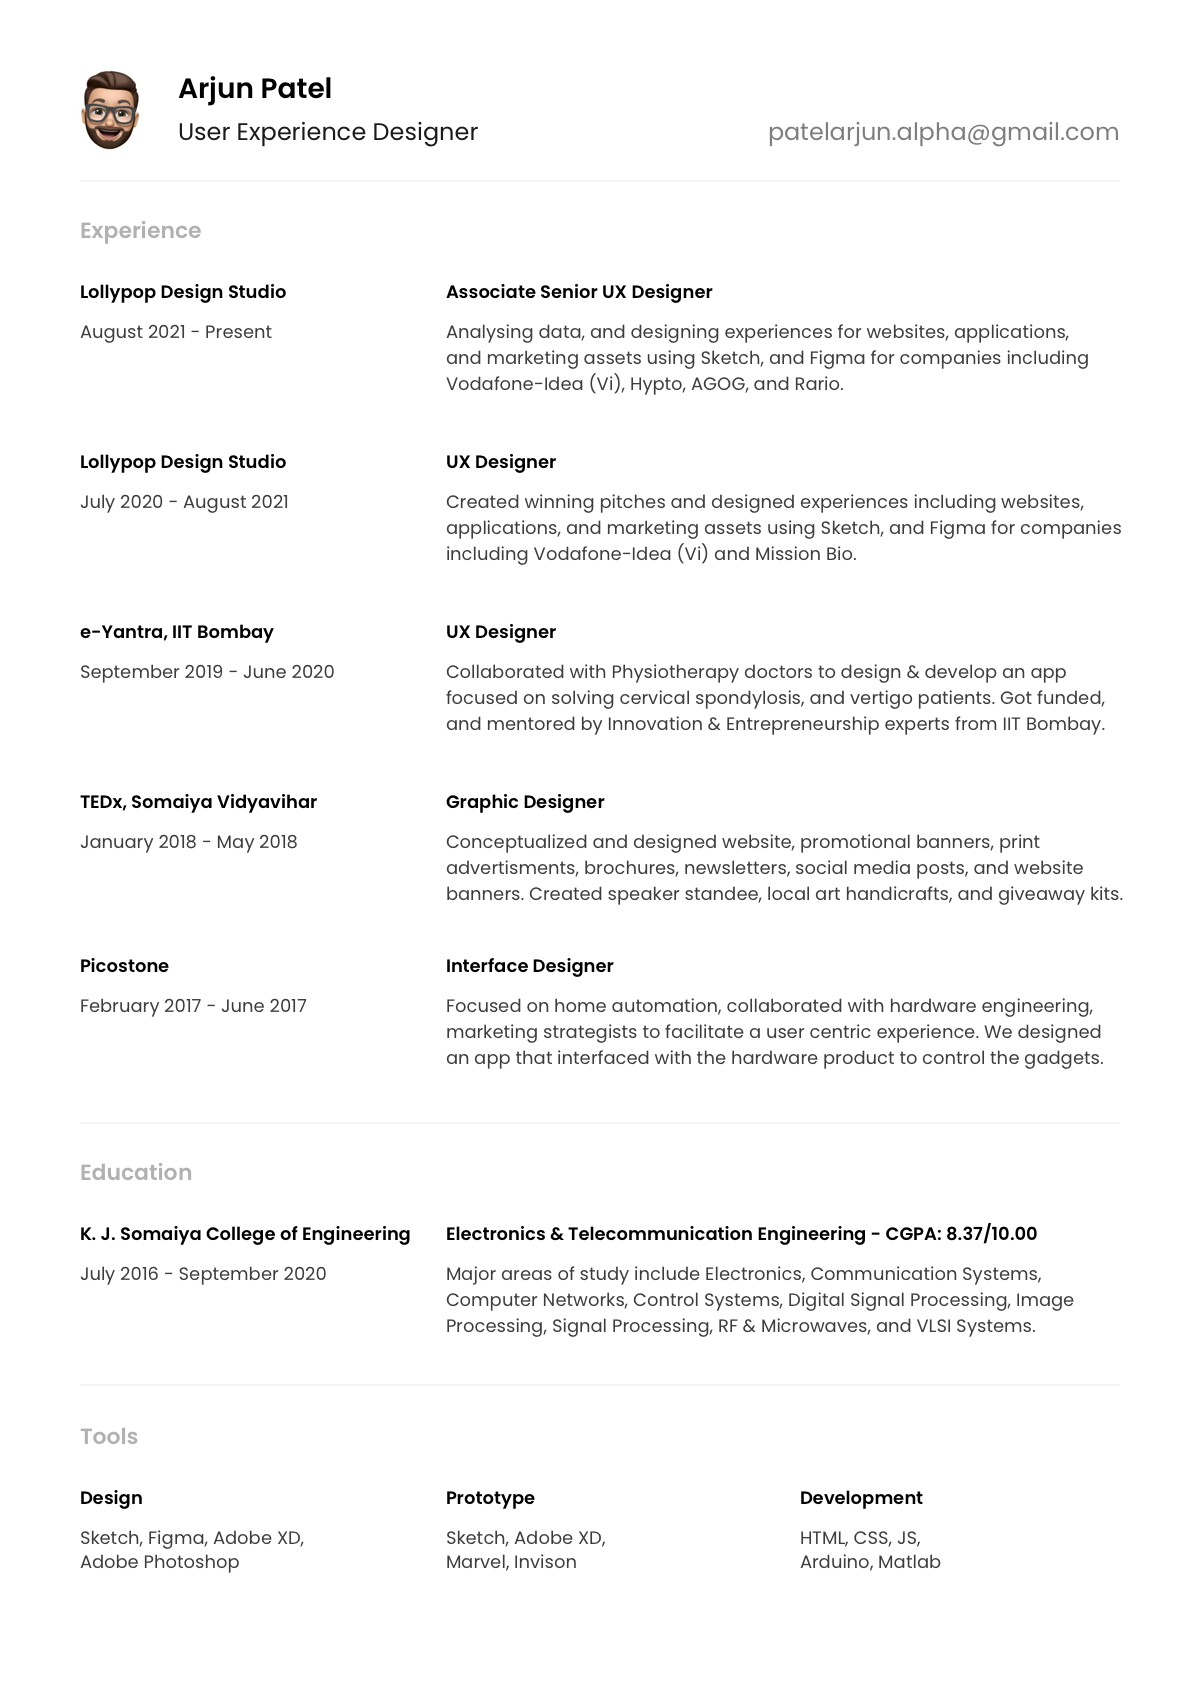 Arjun Patel
User Experience Designer
patelarjun.alpha@gmail.com
Experience
Lollypop Design Studio
August 2021 - Present
Associate Senior UX Designer
Analysing data, and designing experiences for websites, applications,
and marketing assets using Sketch, and Figma for companies including
Vodafone-Idea (Vi), Hypto, AGOG, and Rario.
Lollypop Design Studio
July 2020 - August 2021
UX Designer
Created winning pitches and designed experiences including websites,
applications, and marketing assets using Sketch, and Figma for companies
including Vodafone-Idea (Vi) and Mission Bio.
e-Yantra, IIT Bombay
September 2019 - June 2020
UX Designer
Collaborated with Physiotherapy doctors to design & develop an app
focused on solving cervical spondylosis, and vertigo patients. Got funded,
and mentored by Innovation & Entrepreneurship experts from IIT Bombay.
TEDx, Somaiya Vidyavihar
January 2018 - May 2018
Graphic Designer
Conceptualized and designed website, promotional banners, print
advertisments, brochures, newsletters, social media posts, and website
banners. Created speaker standee, local art handicrafts, and giveaway kits.
Picostone
February 2017 - June 2017
Interface Designer
Focused on home automation, collaborated with hardware engineering,
marketing strategists to facilitate a user centric experience. We designed
an app that interfaced with the hardware product to control the gadgets.
Education
K. J. Somaiya College of Engineering
July 2016 - September 2020
Electronics & Telecommunication Engineering - CGPA: 8.37/10.00
Major areas of study include Electronics, Communication Systems,
Computer Networks, Control Systems, Digital Signal Processing, Image
Processing, Signal Processing, RF & Microwaves, and VLSI Systems.
Tools
Design
Sketch, Figma, Adobe XD,
Adobe Photoshop
Prototype
Sketch, Adobe XD,
Marvel, Invison
Development
HTML, CSS, JS,
Arduino, Matlab